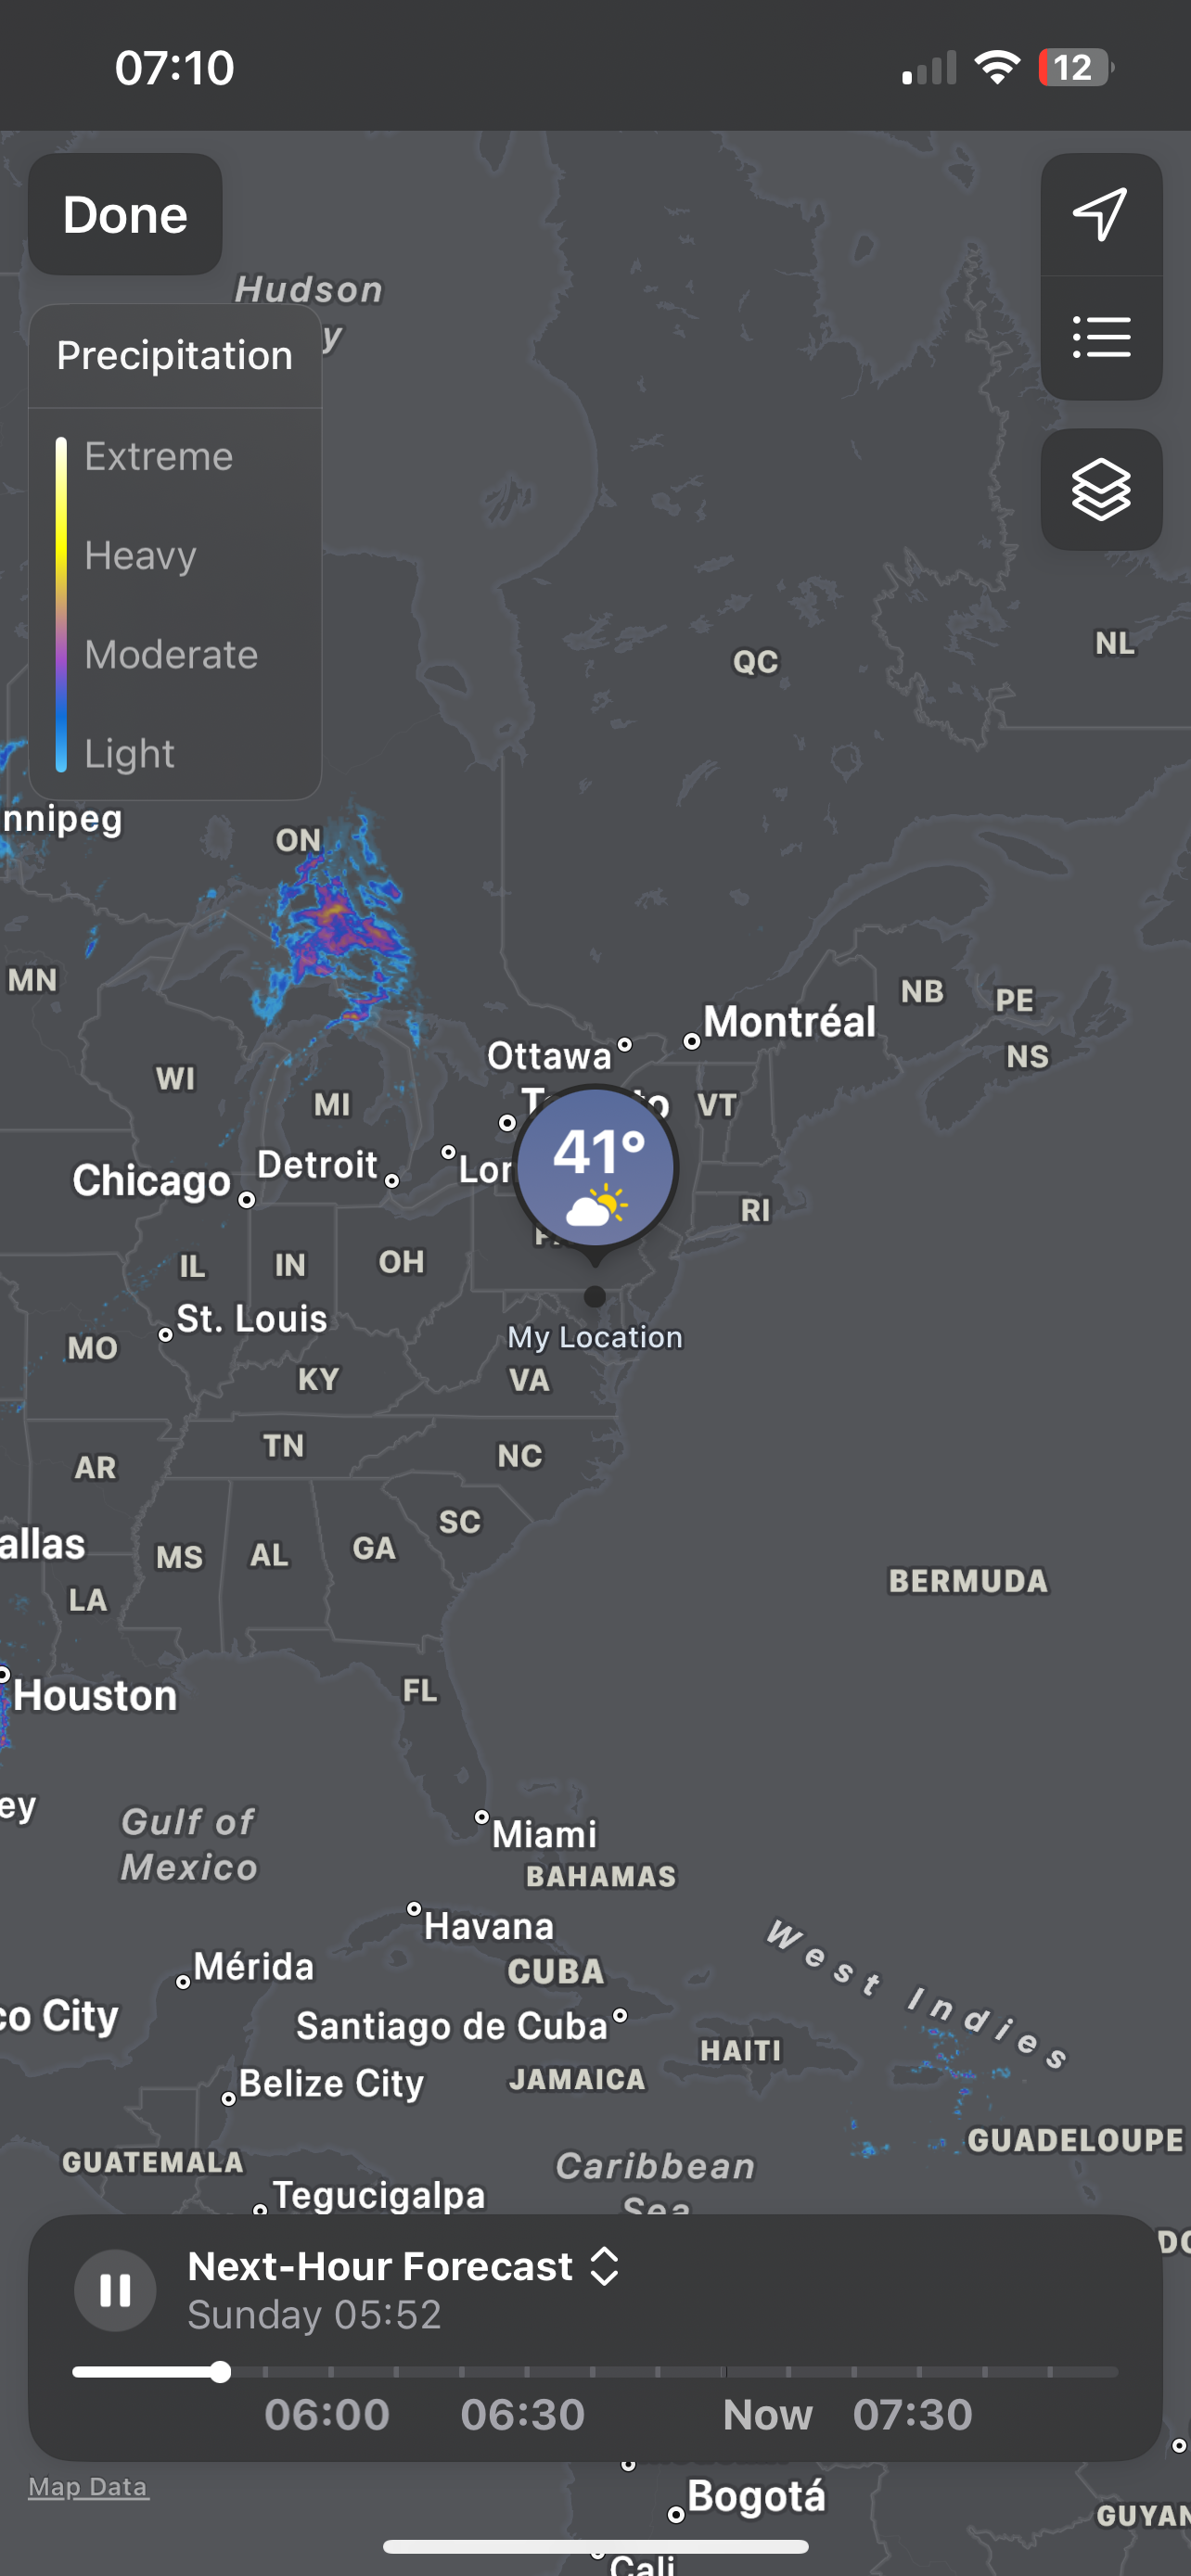 07:10
12
Done
Hudson
y
Precipitation
Extreme
Heavy
Moderate
Light
QC
NL
nnipeg
ON
MN
NB
PE
Montréal
Ottawa
NS
WI
MI
VT
41°
Detroit
Lor
Chicago
RI
IL
IN
OH
St. Louis
My Location
MO
KY
VA
TN
NC
AR
SC
allas
MS
AL
GA
LA
BERMUDA
Houston
FL
ey
Gulf of
Mexico
Miami
BAHAMAS
Havana
Mérida
CUBA
West Indies
co City
Santiago de Cuba
HAITI
Belize City
JAMAICA
GUADELOUPE
GUATEMALA
Caribbean
Sea
Tegucigalpa
DO
Next-Hour Forecast
Sunday 05:52
06:00 06:30 Now 07:30
Map Data
Bogotá
GUYAN
Cali